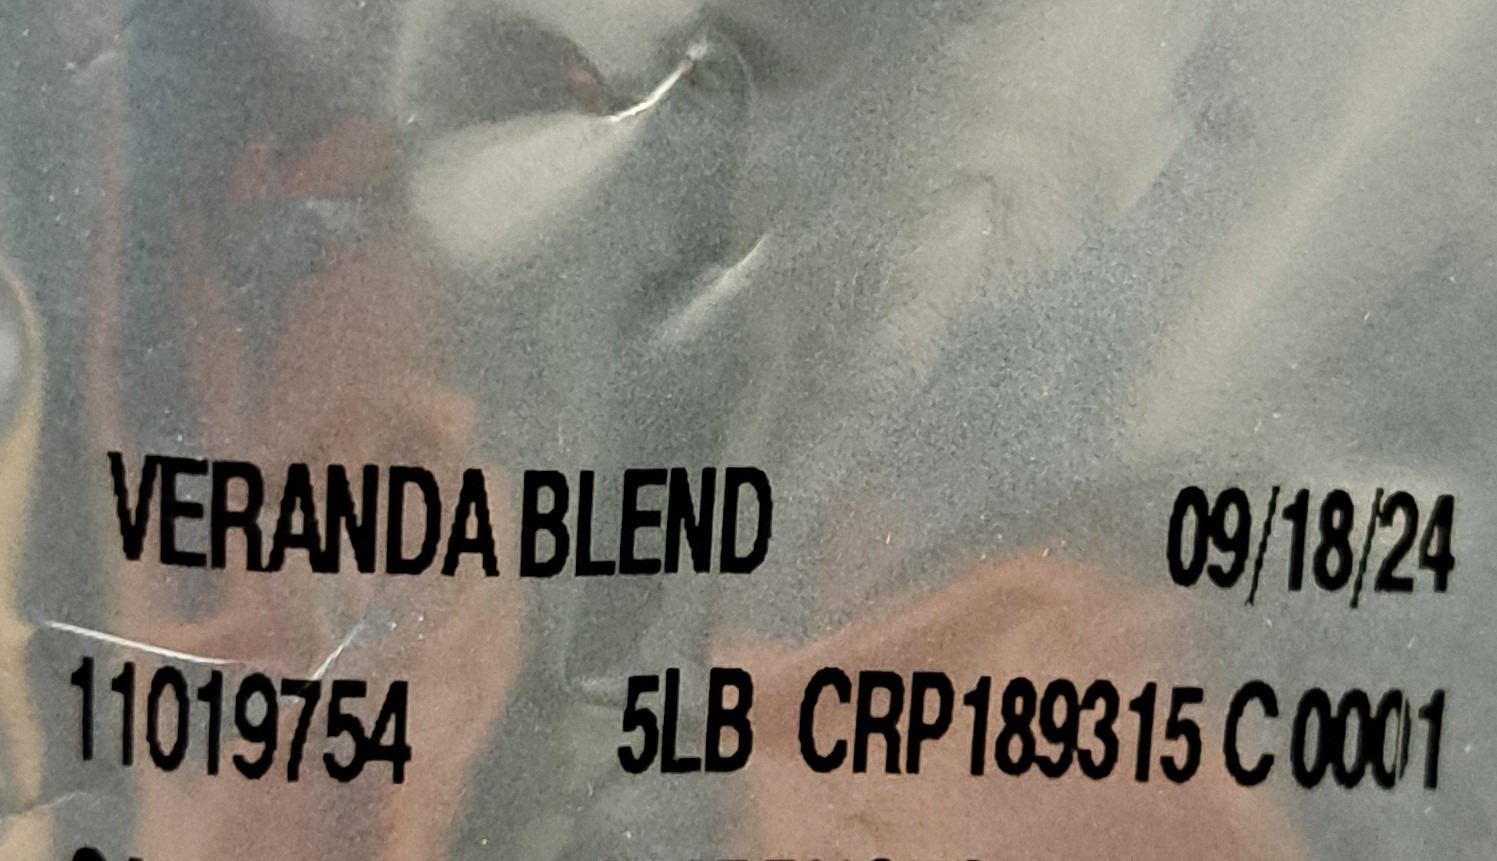 VERANDA BLEND 09/18/24
11019754 5LB CRP189315 C 0001